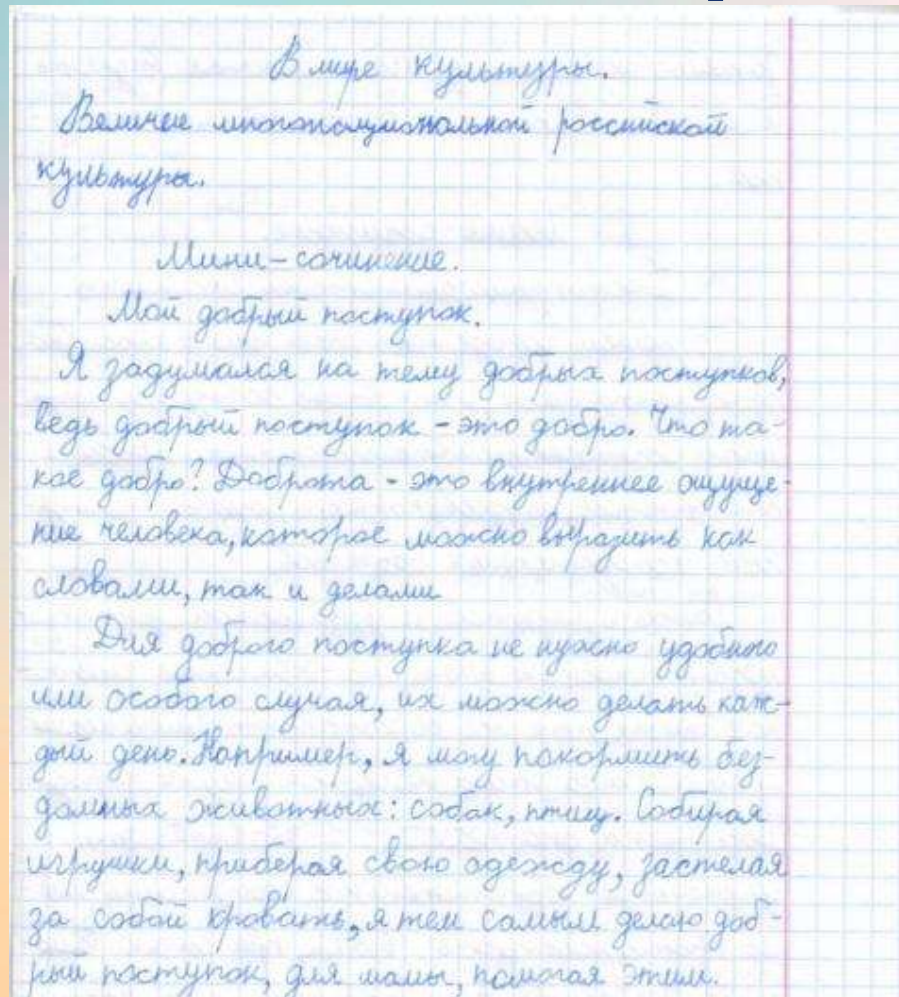 В мире культуры.
Величие многонациональной российской
культуры.
Мини-сочинение.
Мой добрый поступок.
Я задумался на тему добрых поступков,
ведь добрый поступок - это добро. Что та-
кое добро? Доброта - это внутреннее ощуще-
ние человека, которое можно выразить как
словами, так и делами
Для доброго поступка не нужно удобного
или особого случая, их можно делать каж-
дый день. Например, я могу покормить без-
домных животных: собак, птиц. Собирая
игрушки, приберая свою одежду, застелая
за собой кровать, я тем самым делаю доб-
рый поступок, для мамы, помогая этим.